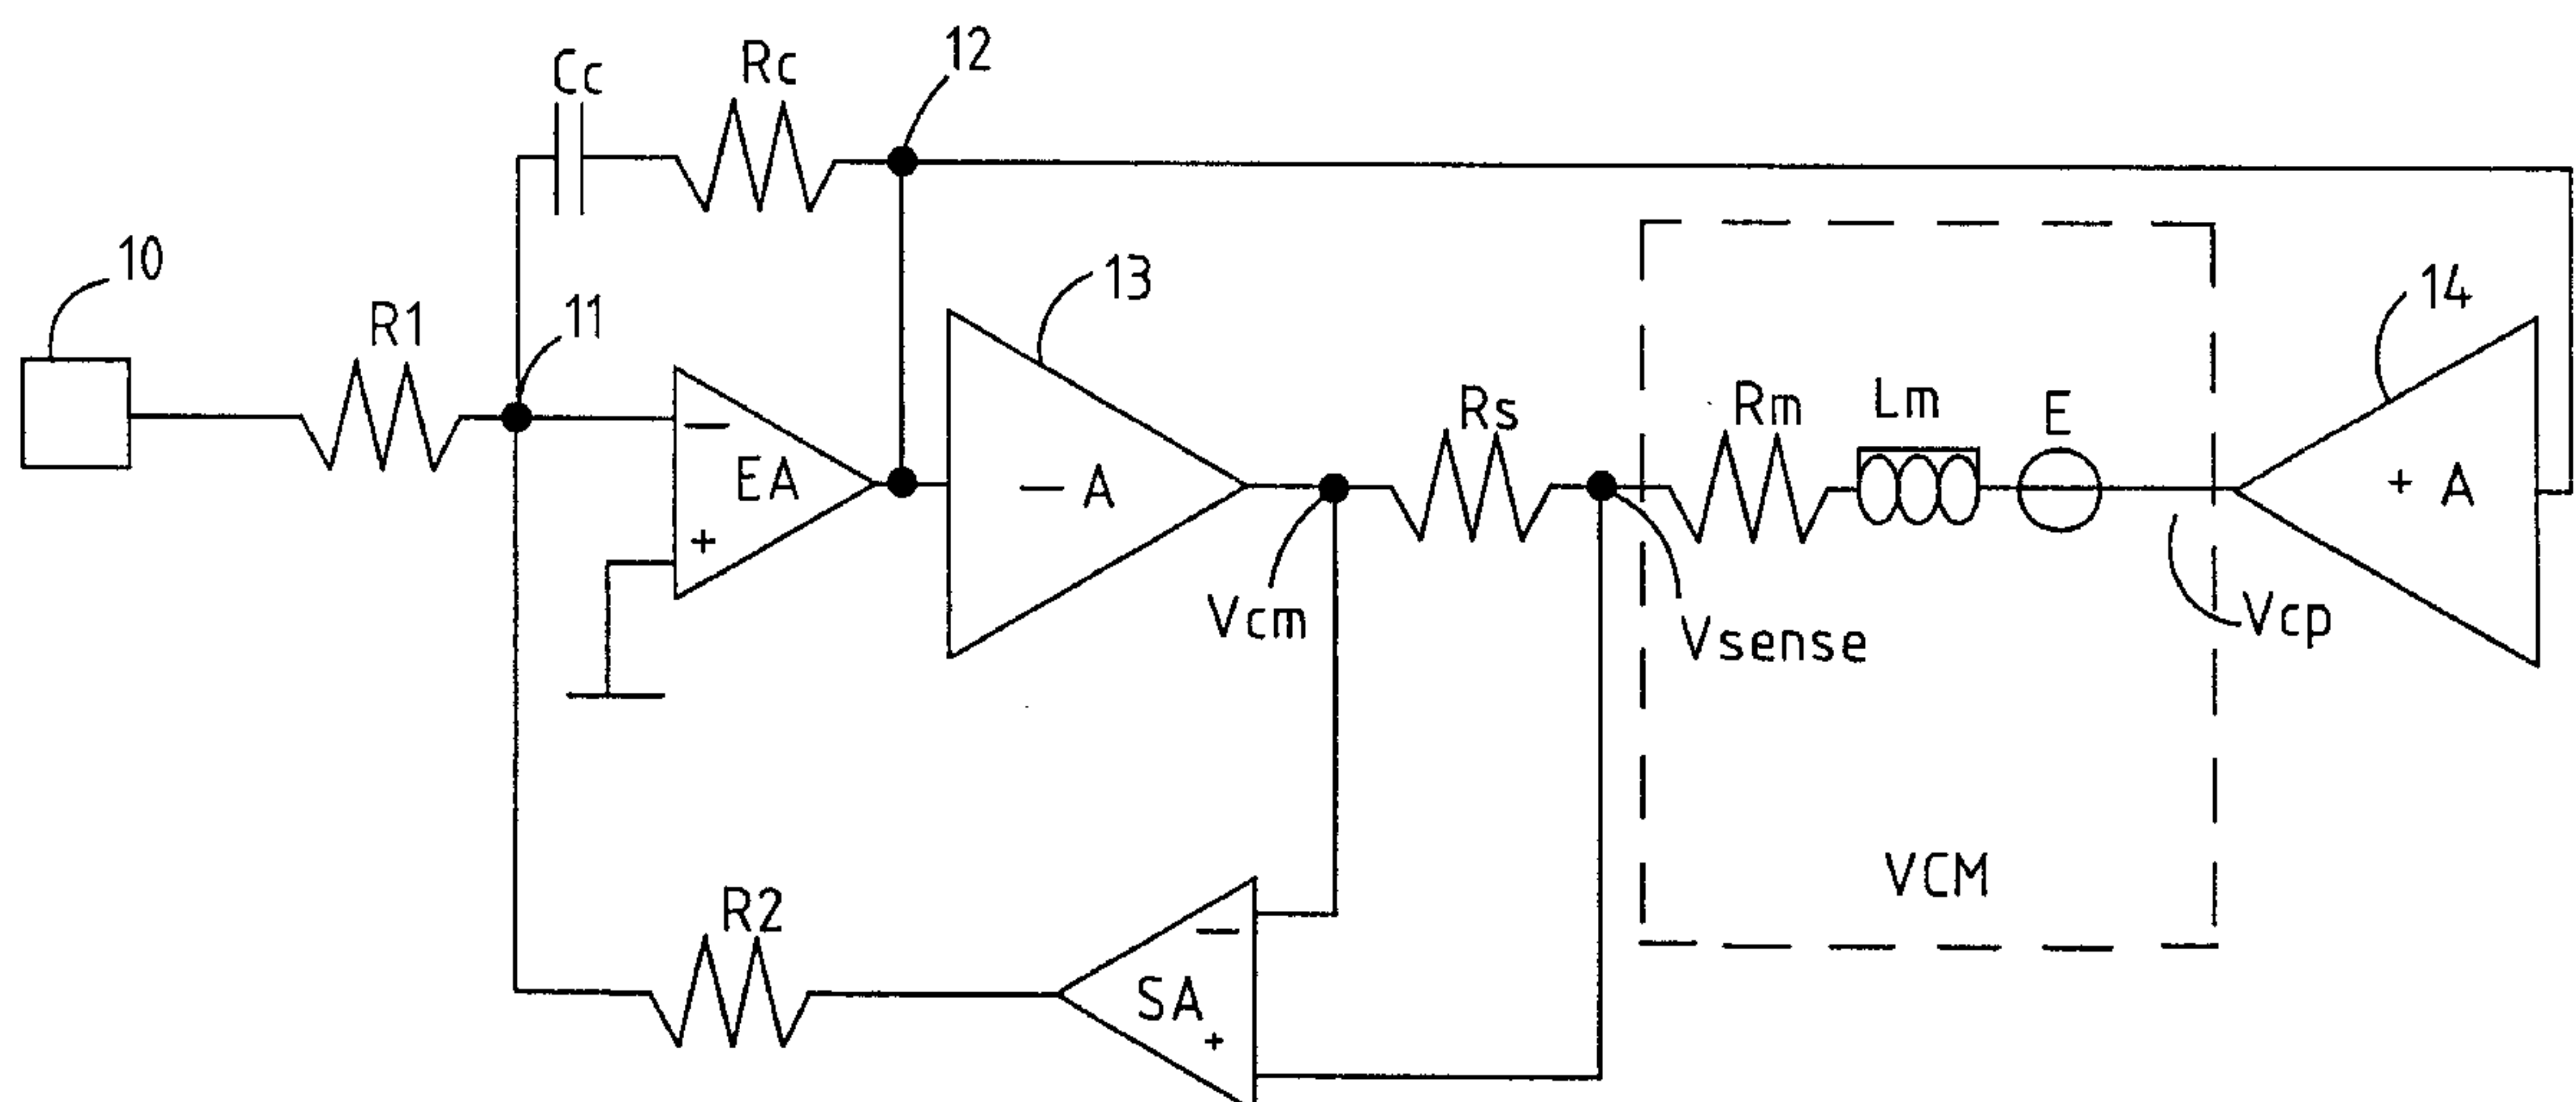 Cc
Rc
12
10
R1
11
13
14
−
EA
+
− A
Rs
Rm
Lm
E
+ A
Vcm
Vsense
Vcp
VCM
R2
−
SA
+